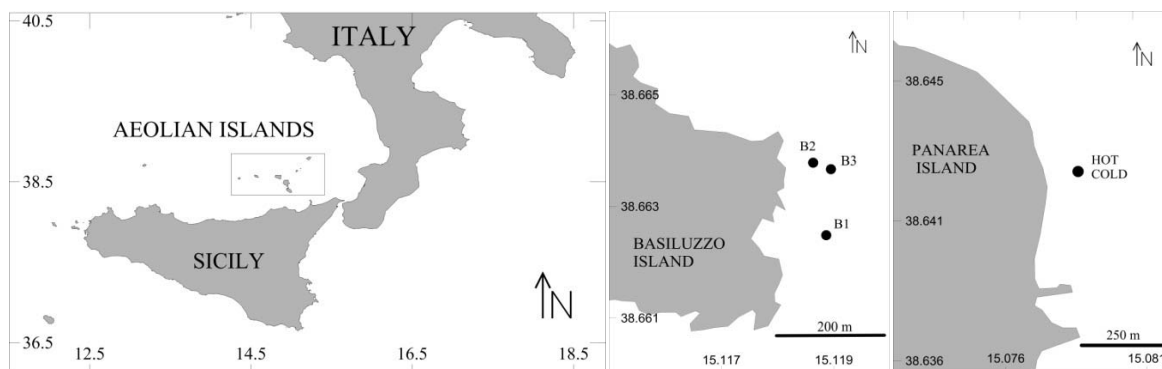 40.5
ITALY
AEOLIAN ISLANDS
38.5
SICILY
N
36.5
12.5 14.5 16.5 18.5
N
38.665
B2
B3
38.663
B1
BASILUZZO
ISLAND
38.661
200 m
15.117 15.119
N
38.645
PANAREA
ISLAND
HOT
COLD
38.641
250 m
38.636
15.076 15.081